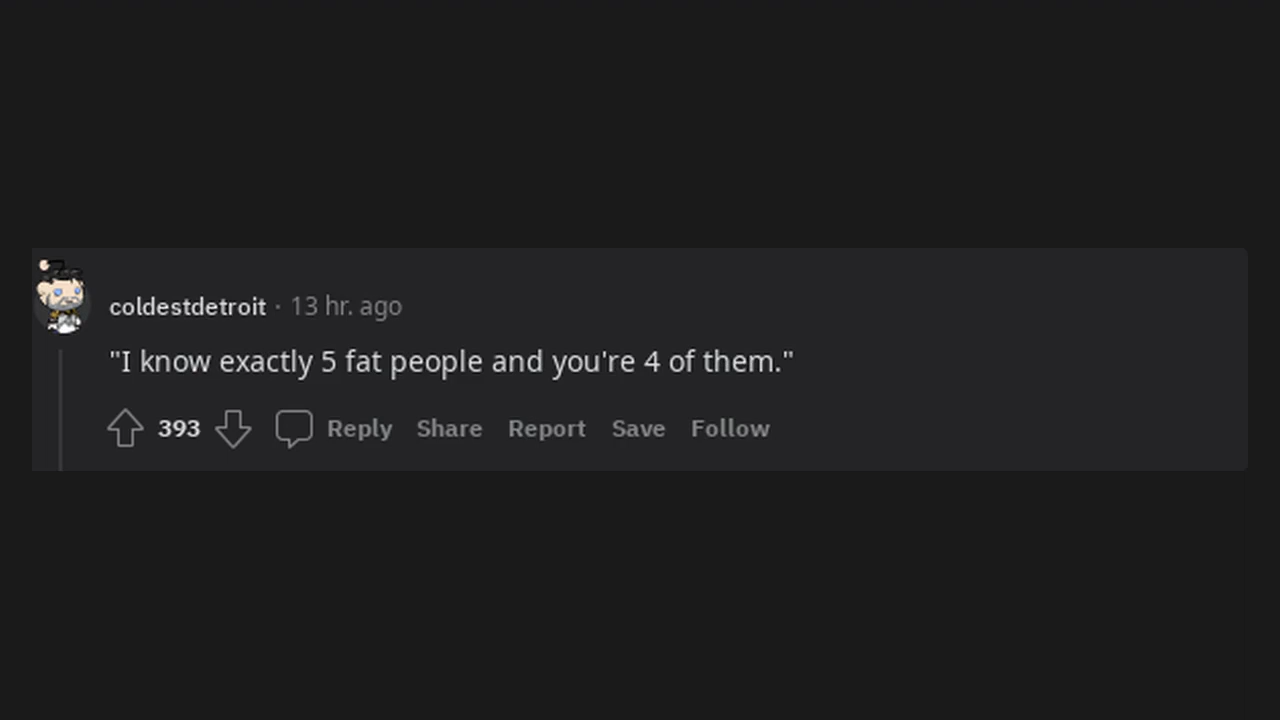 coldestdetroit · 13 hr. ago
"I know exactly 5 fat people and you're 4 of them."
393 Reply Share Report Save Follow